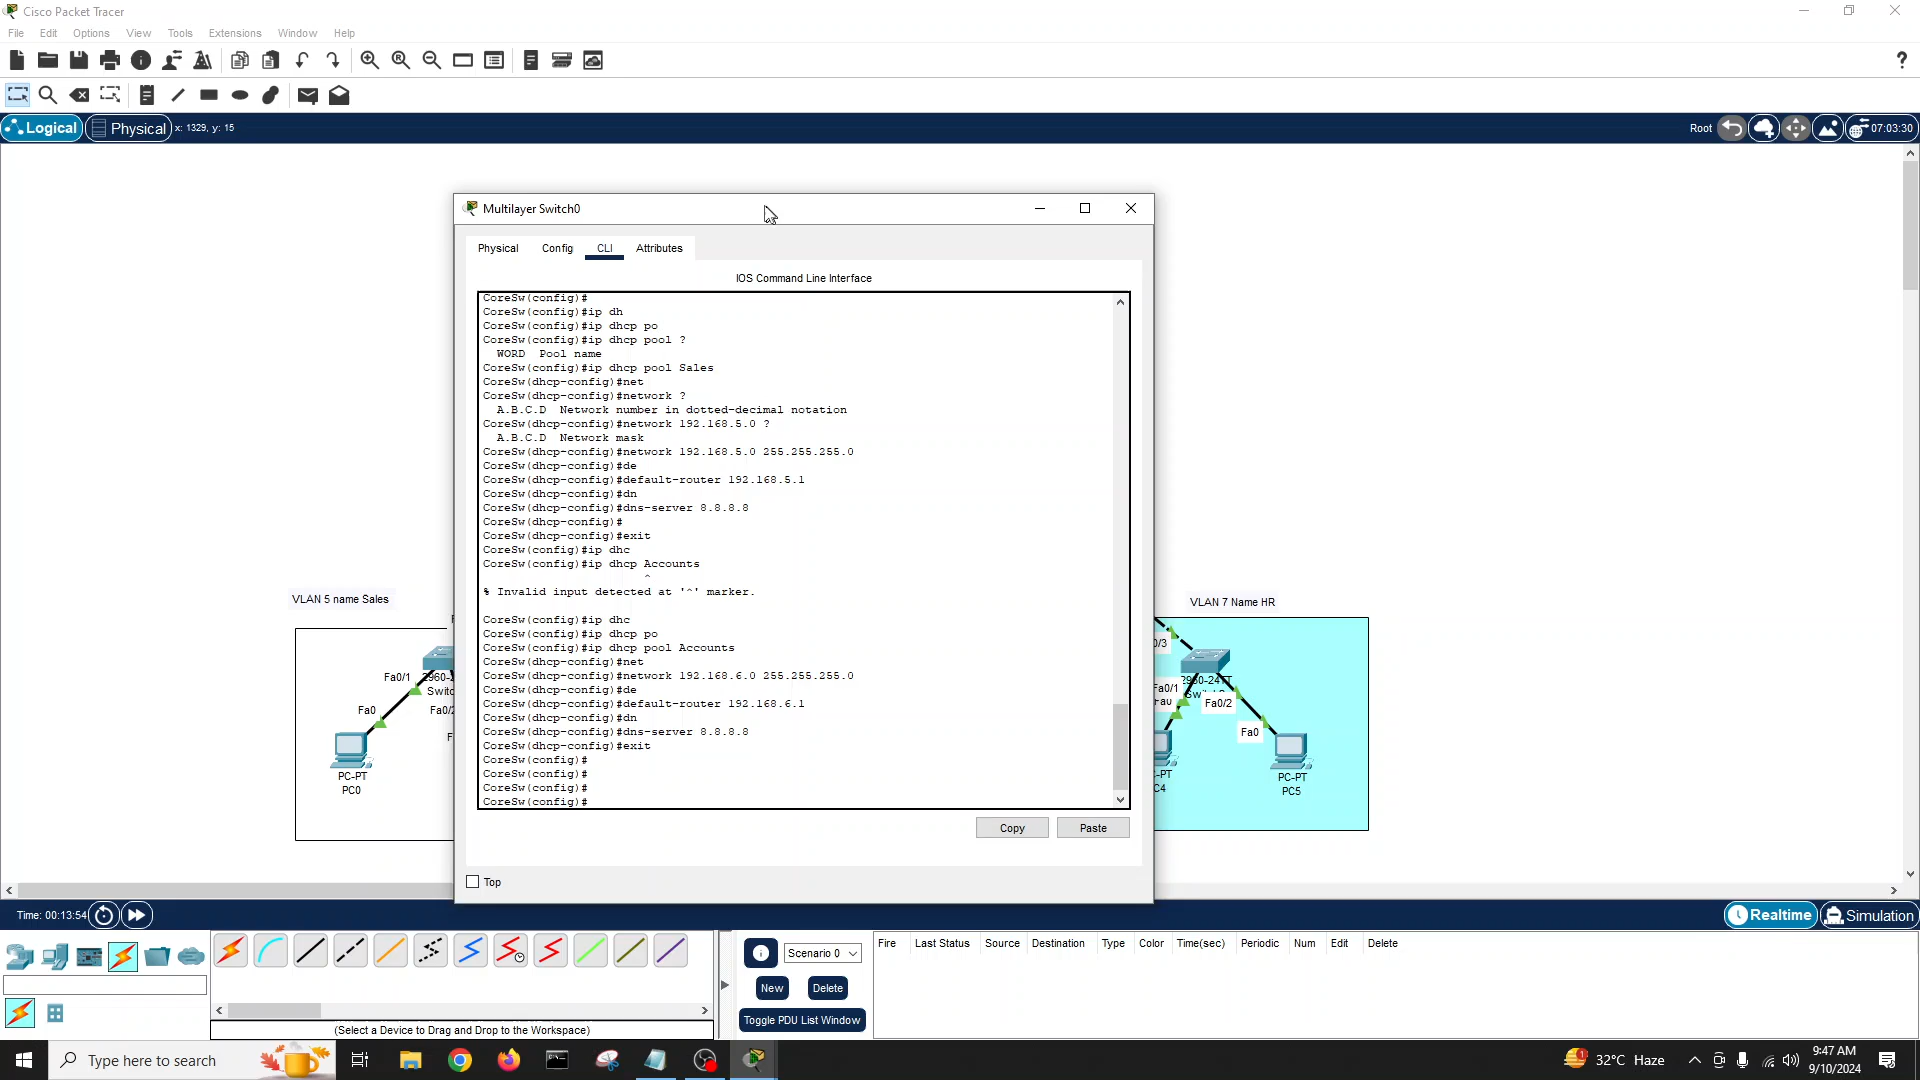 Cisco Packet Tracer
File Edit Options View Tools Extensions Window Help
Logical Physical x: 1329, y: 15 Root 07:03:30
Multilayer Switch0
Physical Config CLI Attributes
IOS Command Line Interface
CoreSw(config)#
CoreSw(config)#ip dh
CoreSw(config)#ip dhcp po
CoreSw(config)#ip dhcp pool ?
WORD Pool name
CoreSw(config)#ip dhcp pool Sales
CoreSw(dhcp-config)#net
CoreSw(dhcp-config)#network ?
A.B.C.D Network number in dotted-decimal notation
CoreSw(dhcp-config)#network 192.168.5.0 ?
A.B.C.D Network mask
CoreSw(dhcp-config)#network 192.168.5.0 255.255.255.0
CoreSw(dhcp-config)#de
CoreSw(dhcp-config)#default-router 192.168.5.1
CoreSw(dhcp-config)#dn
CoreSw(dhcp-config)#dns-server 8.8.8.8
CoreSw(dhcp-config)#
CoreSw(dhcp-config)#exit
CoreSw(config)#ip dhc
CoreSw(config)#ip dhcp Accounts
^
% Invalid input detected at '^' marker.
CoreSw(config)#ip dhc
CoreSw(config)#ip dhcp po
CoreSw(config)#ip dhcp pool Accounts
CoreSw(dhcp-config)#net
CoreSw(dhcp-config)#network 192.168.6.0 255.255.255.0
CoreSw(dhcp-config)#de
CoreSw(dhcp-config)#default-router 192.168.6.1
CoreSw(dhcp-config)#dn
CoreSw(dhcp-config)#dns-server 8.8.8.8
CoreSw(dhcp-config)#exit
CoreSw(config)#
CoreSw(config)#
CoreSw(config)#
CoreSw(config)#
Copy Paste
Top
VLAN 5 name Sales
Fa0/1 2960-2
Switc
Fa0 Fa0/2
PC-PT
PC0
VLAN 7 Name HR
0/3
2960-24TT
Fa0/1
Fa0 Fa0/2
Fa0
-PT
C4
PC-PT
PC5
Time: 00:13:54 Realtime Simulation
Scenario 0
New Delete
Toggle PDU List Window
Fire Last Status Source Destination Type Color Time(sec) Periodic Num Edit Delete
(Select a Device to Drag and Drop to the Workspace)
Type here to search
32°C Haze
9:47 AM
9/10/2024